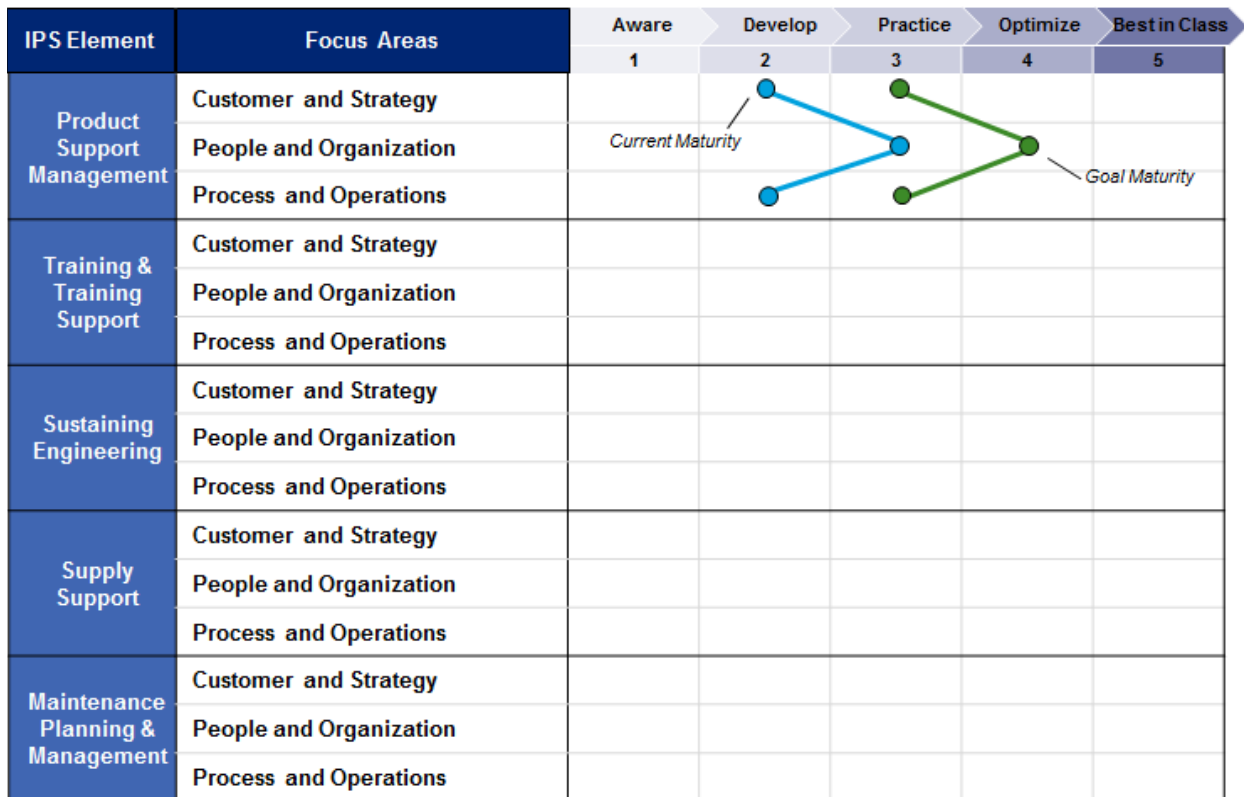 IPS Element
Focus Areas
Aware
Develop
Practice
Optimize
Best in Class
1
2
3
4
5
Product
Support
Management
Customer and Strategy
People and Organization
Process and Operations
Current Maturity
Goal Maturity
Training &
Training
Support
Customer and Strategy
People and Organization
Process and Operations
Sustaining
Engineering
Customer and Strategy
People and Organization
Process and Operations
Supply
Support
Customer and Strategy
People and Organization
Process and Operations
Maintenance
Planning &
Management
Customer and Strategy
People and Organization
Process and Operations